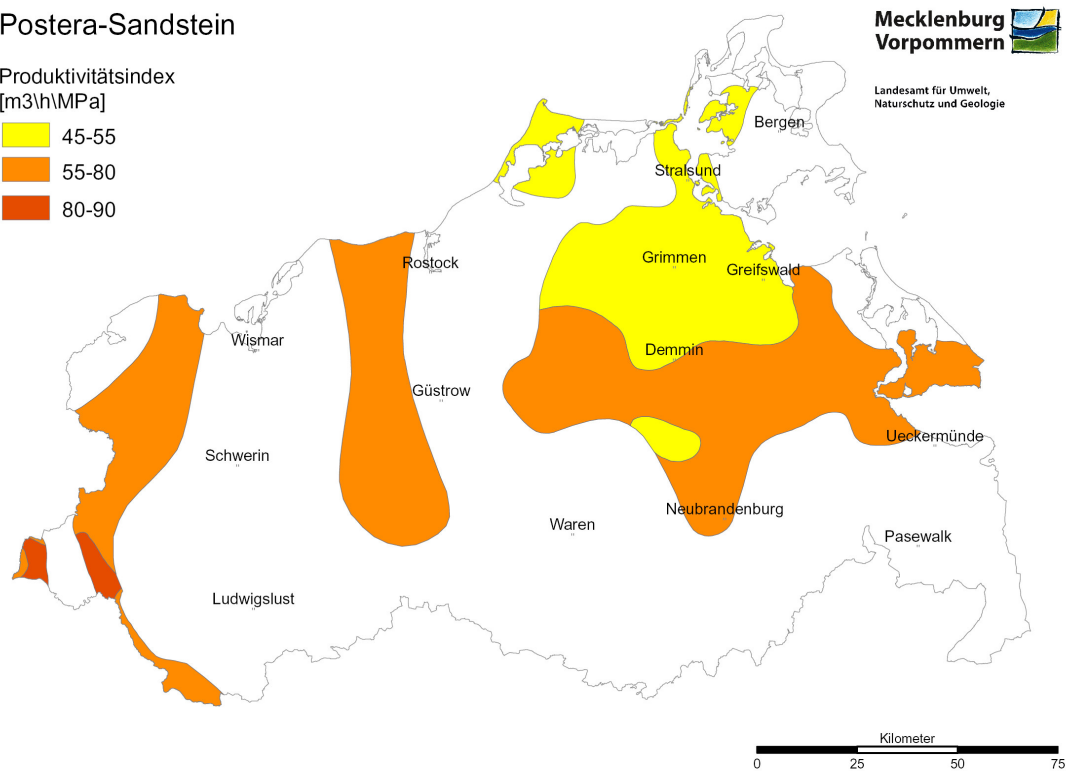 Postera-Sandstein
Produktivitätsindex
[m3\h\MPa]
45-55
55-80
80-90
Mecklenburg
Vorpommern
Landesamt für Umwelt,
Naturschutz und Geologie
Bergen
Stralsund
Grimmen
Greifswald
Rostock
Wismar
Demmin
Güstrow
Ueckermünde
Schwerin
Neubrandenburg
Waren
Pasewalk
Ludwigslust
Kilometer
0 25 50 75